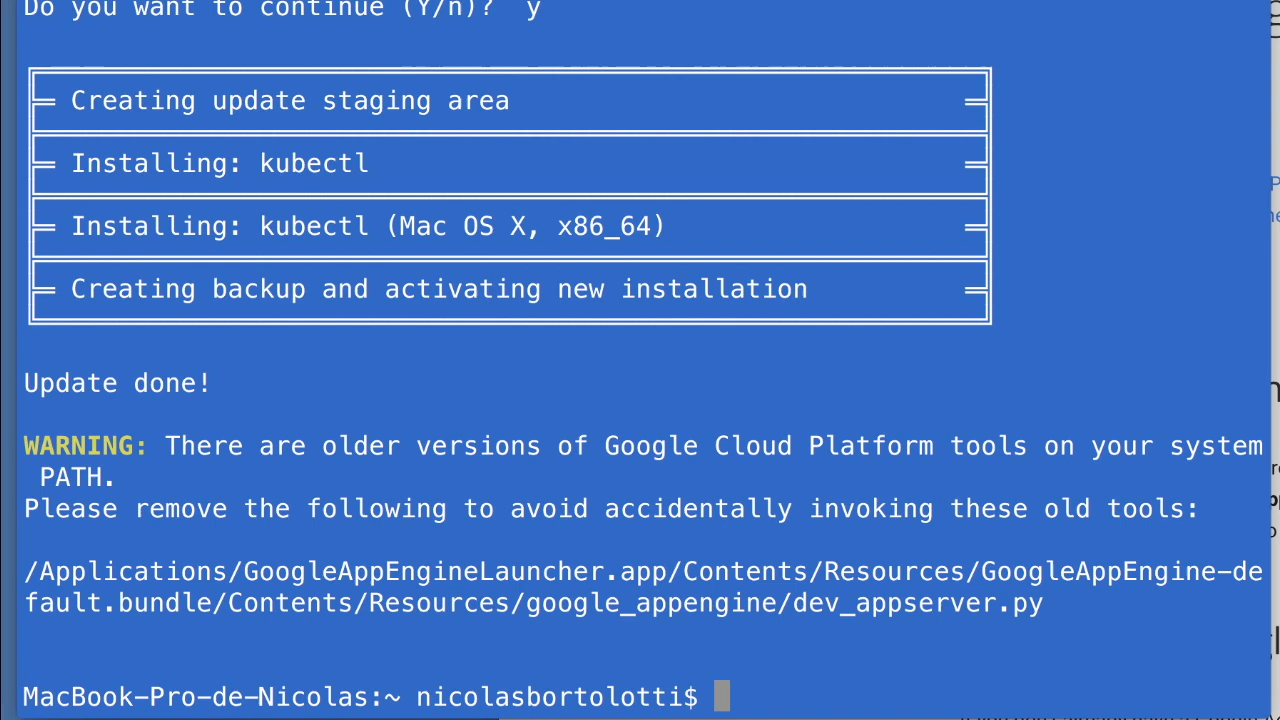 Do you want to continue (Y/n)?  y
Creating update staging area
Installing: kubectl
Installing: kubectl (Mac OS X, x86_64)
Creating backup and activating new installation
Update done!
WARNING: There are older versions of Google Cloud Platform tools on your system
PATH.
Please remove the following to avoid accidentally invoking these old tools:
/Applications/GoogleAppEngineLauncher.app/Contents/Resources/GoogleAppEngine-de
fault.bundle/Contents/Resources/google_appengine/dev_appserver.py
MacBook-Pro-de-Nicolas:~ nicolasbortolotti$